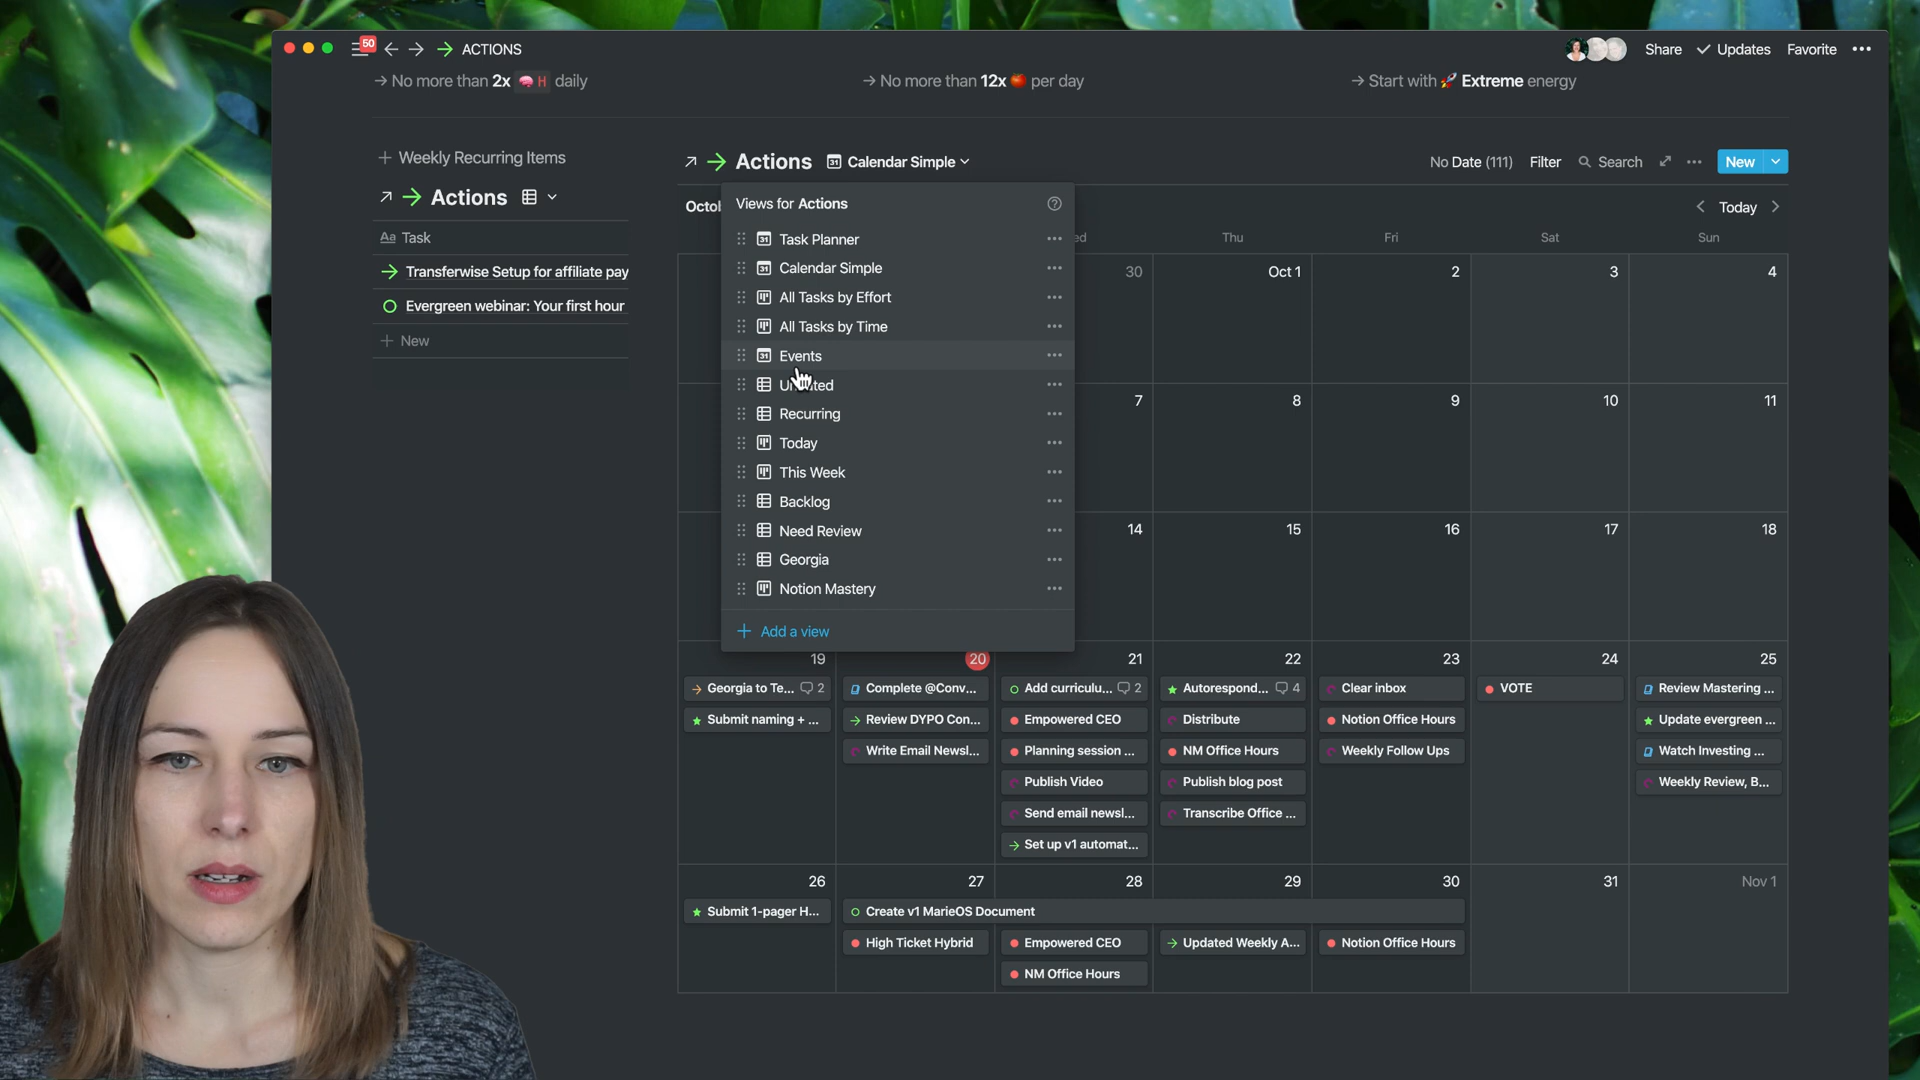 50
ACTIONS
Share
Updates
Favorite
No more than 2x H daily
No more than 12x per day
Start with Extreme energy
Weekly Recurring Items
Actions
Task
Transferwise Setup for affiliate pay
Evergreen webinar: Your first hour
New
Actions
Calendar Simple
No Date (111)
Filter
Search
New
Octo
Today
Views for Actions
Task Planner
Calendar Simple
All Tasks by Effort
All Tasks by Time
Events
Recurring
Today
This Week
Backlog
Need Review
Georgia
Notion Mastery
Add a view
ed
Thu
Fri
Sat
Sun
30
Oct 1
2
3
4
7
8
9
10
11
14
15
16
17
18
19
20
21
22
23
24
25
Georgia to Te... 2
Submit naming + ...
Complete @Conv...
Review DYPO Con...
Write Email Newsl...
Add curriculu... 2
Empowered CEO
Planning session ...
Publish Video
Send email newsl...
Set up v1 automat...
Autorespond... 4
Distribute
NM Office Hours
Publish blog post
Transcribe Office ...
Clear inbox
Notion Office Hours
Weekly Follow Ups
VOTE
Review Mastering ...
Update evergreen ...
Watch Investing ...
Weekly Review, B...
26
27
28
29
30
31
Nov 1
Submit 1-pager H...
Create v1 MarieOS Document
High Ticket Hybrid
Empowered CEO
NM Office Hours
Updated Weekly A...
Notion Office Hours